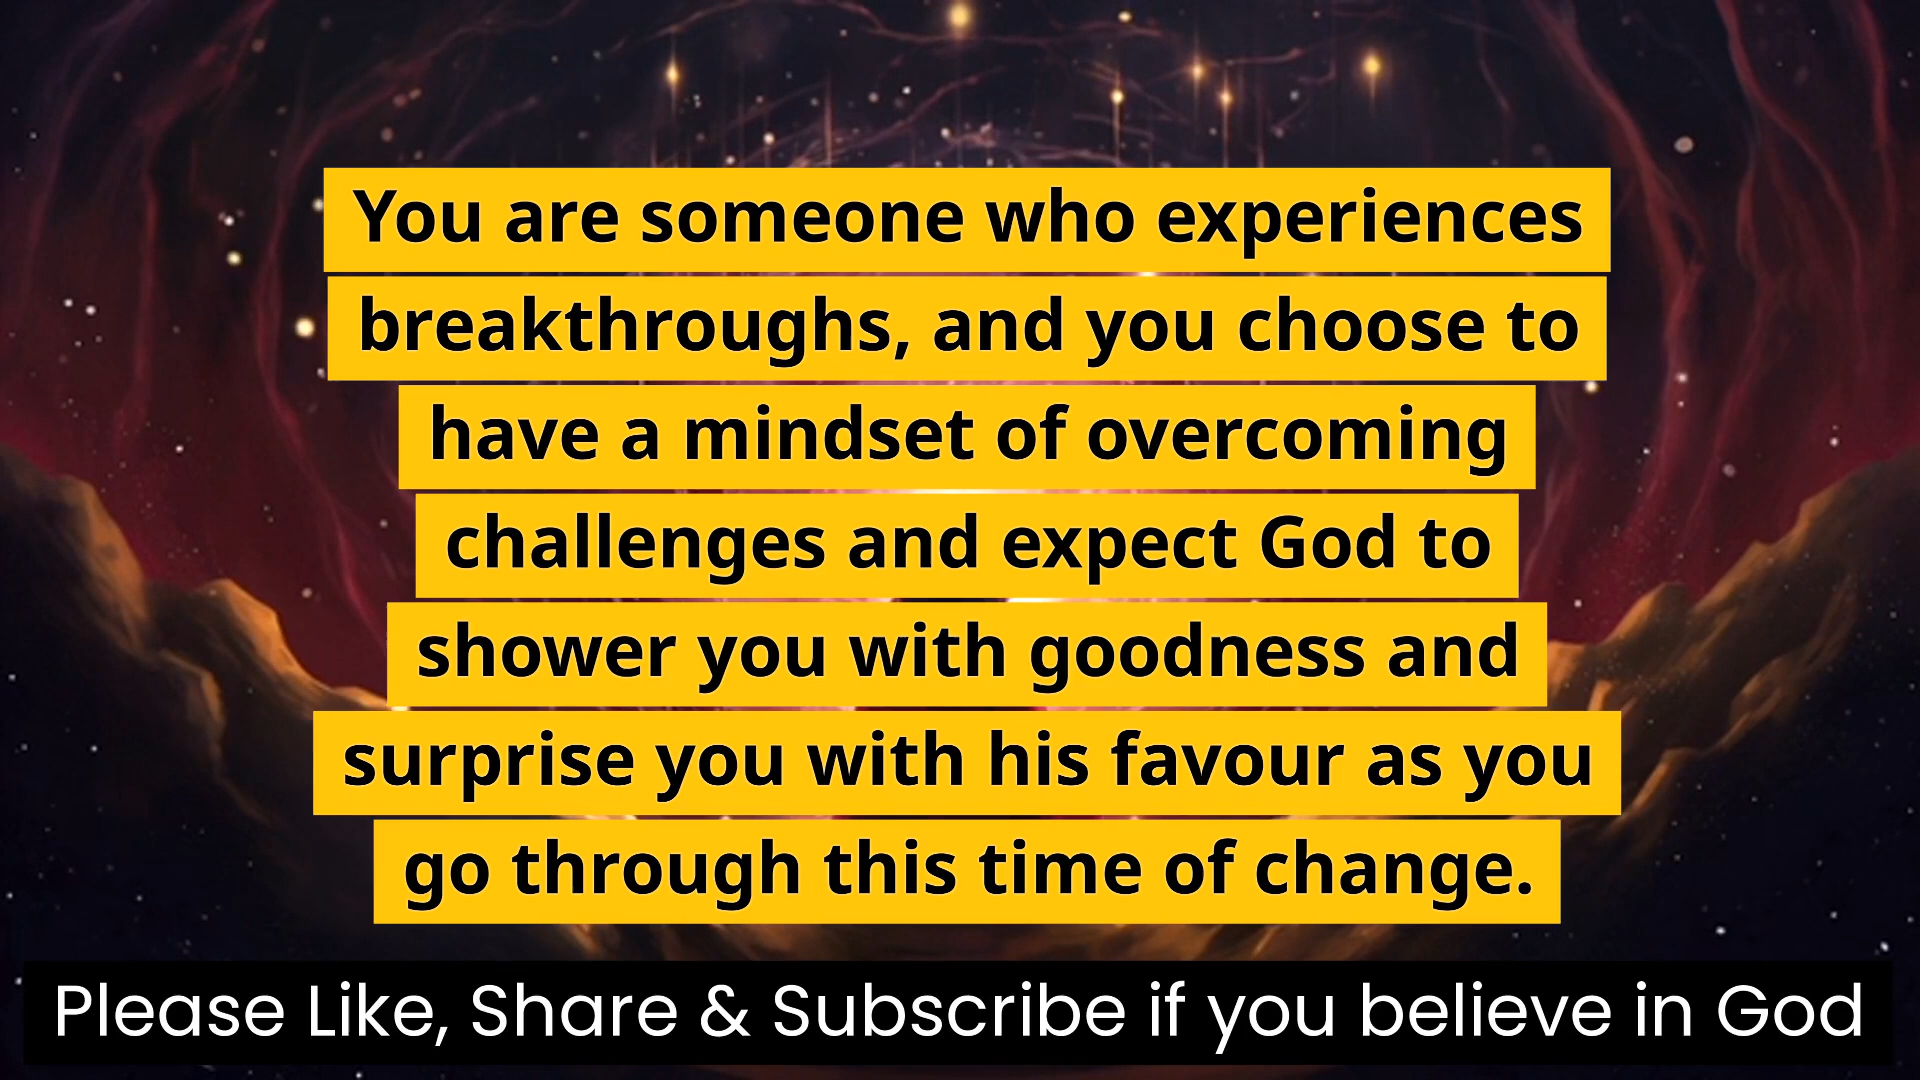 You are someone who experiences
breakthroughs, and you choose to
have a mindset of overcoming
challenges and expect God to
shower you with goodness and
surprise you with his favour as you
go through this time of change.
Please Like, Share & Subscribe if you believe in God